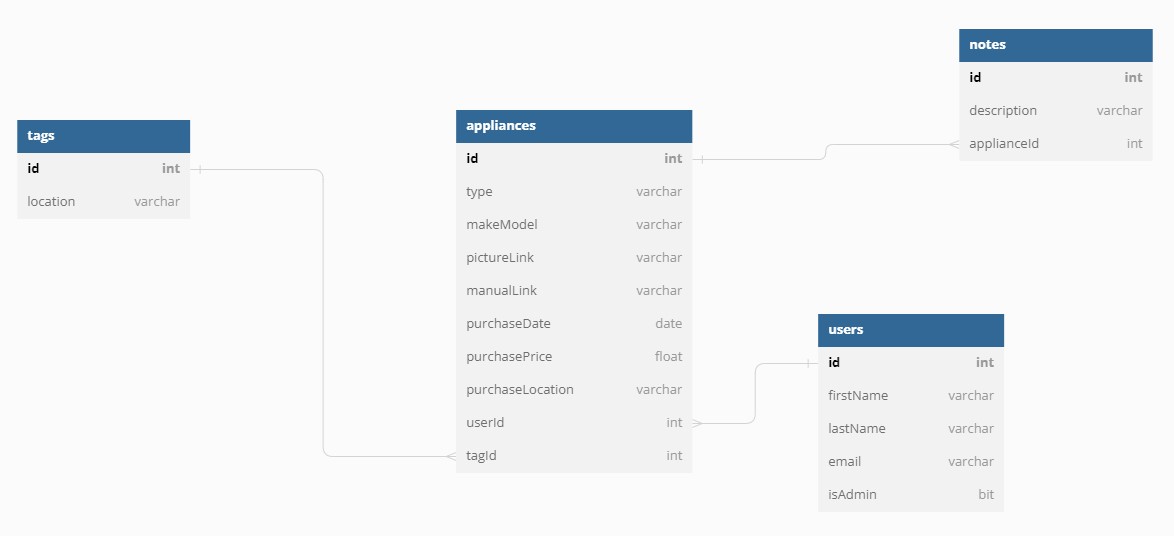 tags
id int
location varchar
appliances
id int
type varchar
makeModel varchar
pictureLink varchar
manualLink varchar
purchaseDate date
purchasePrice float
purchaseLocation varchar
userId int
tagId int
notes
id int
description varchar
applianceId int
users
id int
firstName varchar
lastName varchar
email varchar
isAdmin bit